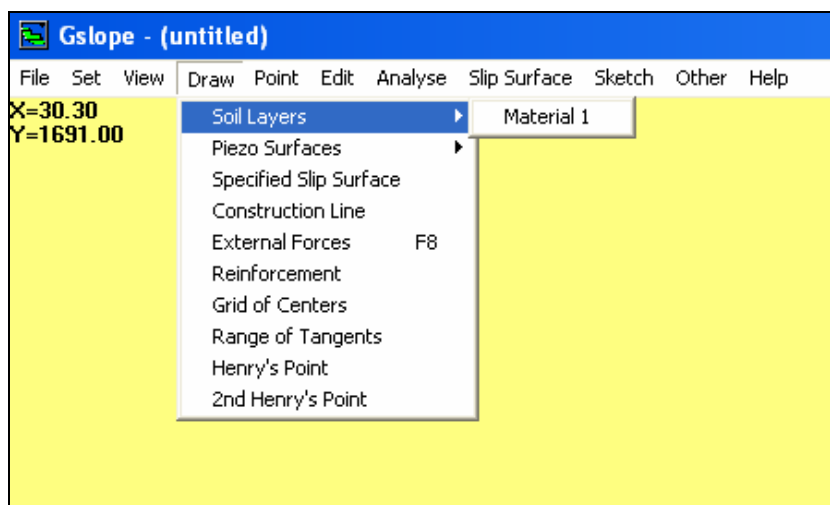 Gslope - (untitled)
File Set View Draw Point Edit Analyse Slip Surface Sketch Other Help
X=30.30
Y=1691.00
Soil Layers Material 1
Piezo Surfaces
Specified Slip Surface
Construction Line
External Forces F8
Reinforcement
Grid of Centers
Range of Tangents
Henry's Point
2nd Henry's Point